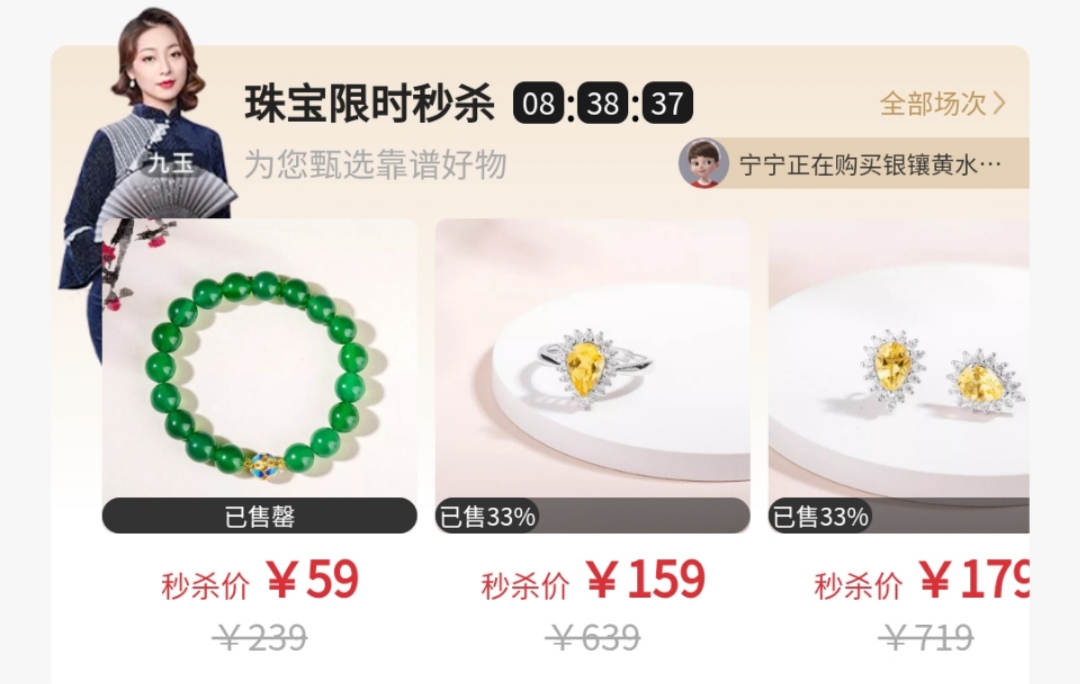 珠宝限时秒杀 08:38:37
全部场次
九玉
为您甄选靠谱好物
宁宁正在购买银镶黄水…
已售罄
已售33%
已售33%
秒杀价 ￥59
秒杀价 ￥159
秒杀价 ￥179
￥239
￥639
￥719